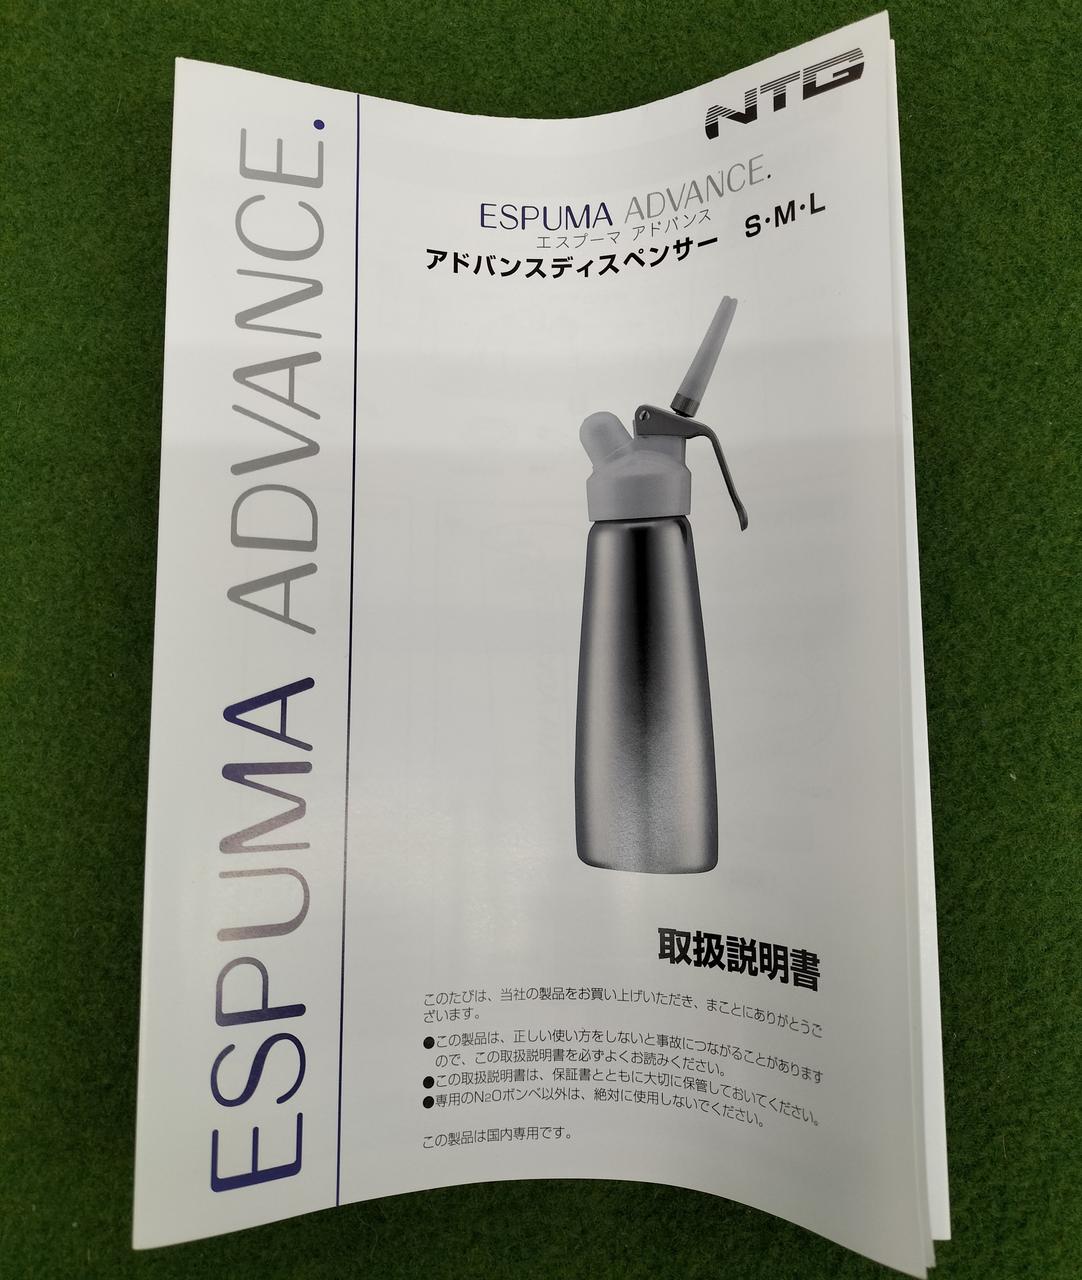 ESPUMA ADVANCE.
NTG
ESPUMA ADVANCE.
エスプーマ アドバンス
アドバンスディスペンサー S・M・L
取扱説明書
このたびは、当社の製品をお買い上げいただき、まことにありがとうご
ざいます。
●この製品は、正しい使い方をしないと事故につながることがあります
ので、この取扱説明書を必ずよくお読みください。
●この取扱説明書は、保証書とともに大切に保管しておいてください。
●専用のN2Oボンベ以外は、絶対に使用しないでください。
この製品は国内専用です。